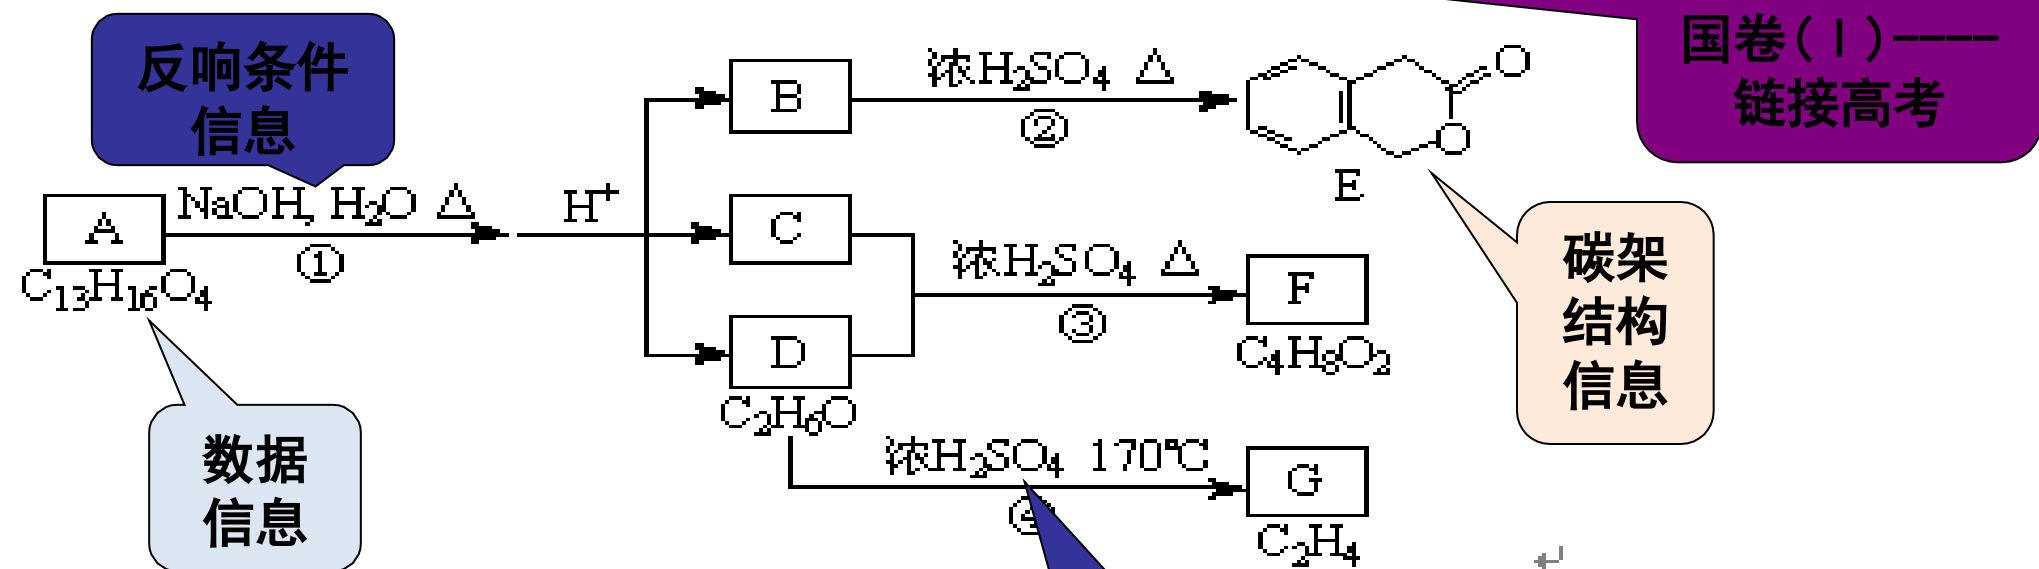 国卷(Ⅰ)----
链接高考
反响条件
信息
B
浓H₂SO₄ △
②
O
O
E
A
NaOH, H₂O △
①
H⁺
C₁₃H₁₆O₄
C
浓H₂SO₄ △
③
F
C₄H₈O₂
D
C₂H₆O
碳架
结构
信息
数据
信息
浓H₂SO₄ 170℃
④
G
C₂H₄